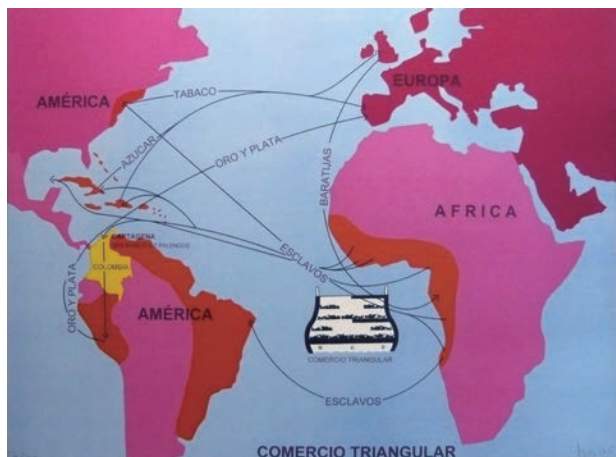 EUROPA
AMÉRICA
TABACO
AZUCAR
ORO Y PLATA
BARATIJAS
AFRICA
CARTAGENA
COLOMBIA
ESCLAVOS
ORO Y PLATA
AMÉRICA
COMERCIO TRIANGULAR
ESCLAVOS
COMERCIO TRIANGULAR